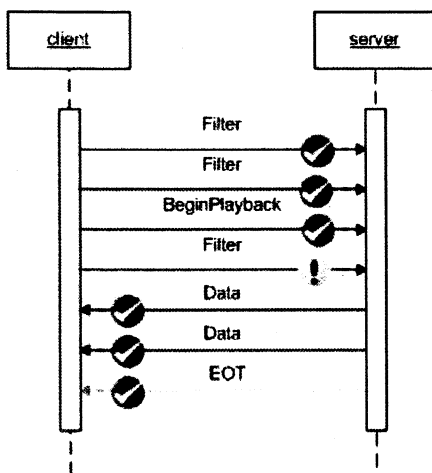 client
server
Filter
Filter
BeginPlayback
Filter
Data
Data
EOT